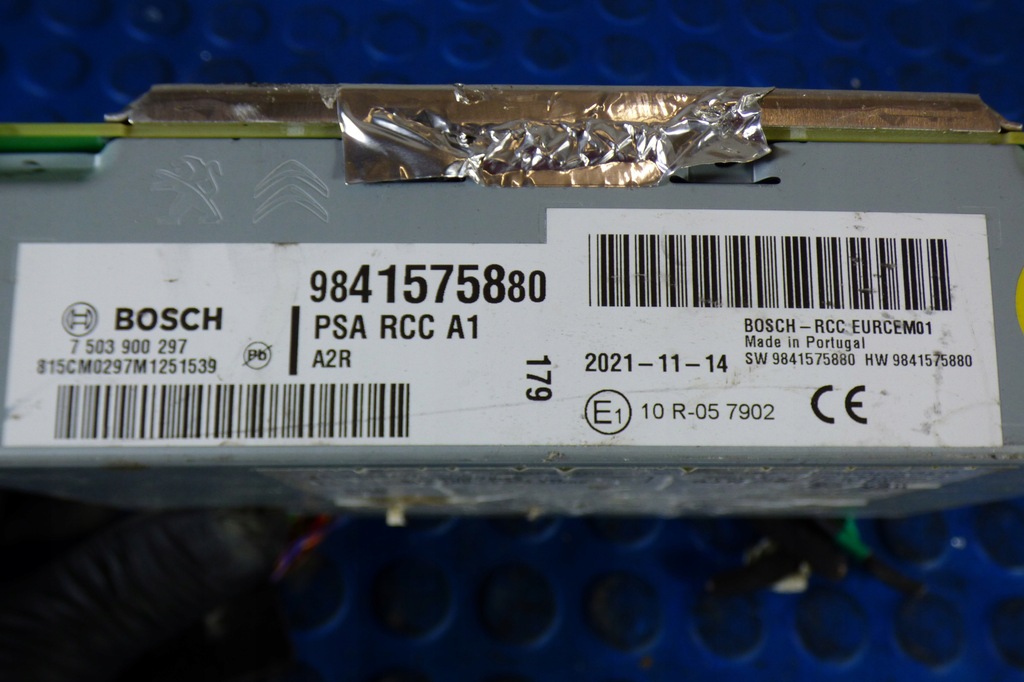 BOSCH
7 503 900 297
815CM0297M1251539
Pb
9841575880
PSA RCC A1
A2R
179
BOSCH-RCC EURCEM01
Made in Portugal
SW 9841575880 HW 9841575880
2021-11-14
E1 10 R-05 7902
CE